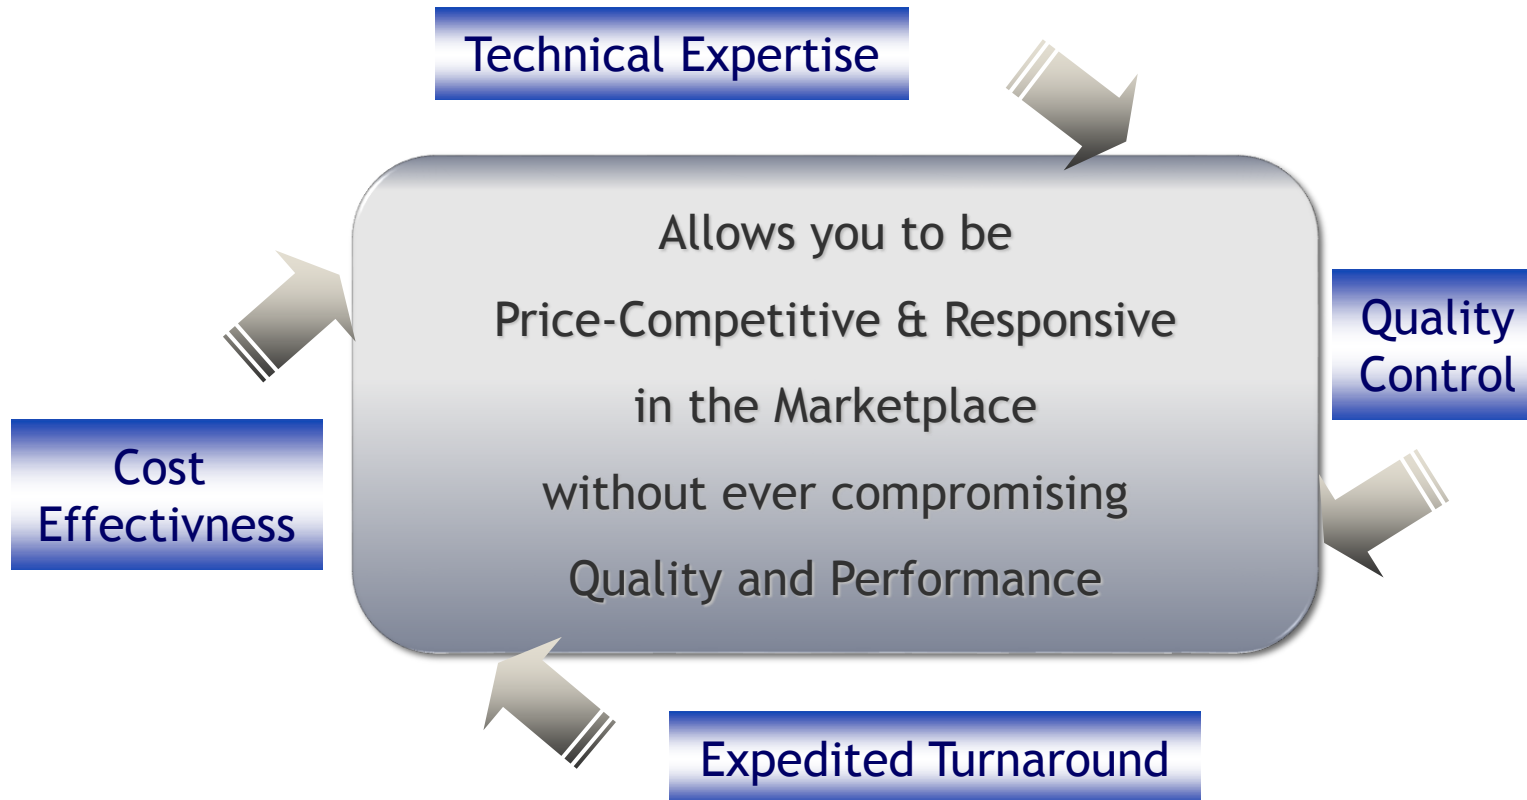 Technical Expertise
Allows you to be
Price-Competitive & Responsive
in the Marketplace
without ever compromising
Quality and Performance
Quality
Control
Cost
Effectivness
Expedited Turnaround